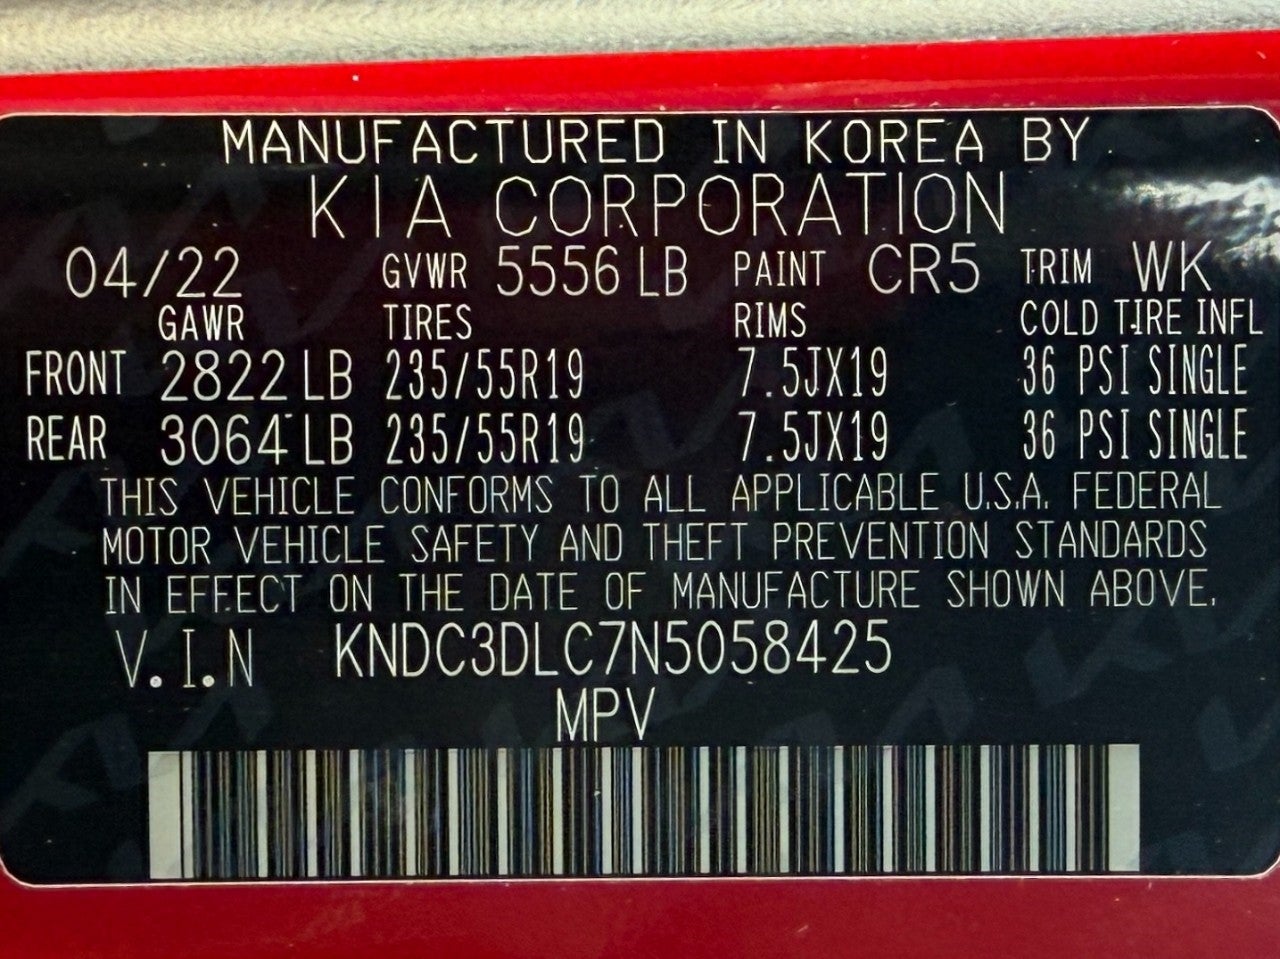 MANUFACTURED IN KOREA BY
KIA CORPORATION
04/22 GVWR 5556 LB PAINT CR5 TRIM WK
GAWR TIRES RIMS COLD TIRE INFL
FRONT 2822 LB 235/55R19 7.5JX19 36 PSI SINGLE
REAR 3064 LB 235/55R19 7.5JX19 36 PSI SINGLE
THIS VEHICLE CONFORMS TO ALL APPLICABLE U.S.A. FEDERAL
MOTOR VEHICLE SAFETY AND THEFT PREVENTION STANDARDS
IN EFFECT ON THE DATE OF MANUFACTURE SHOWN ABOVE.
V.I.N KNDC3DLC7N5058425
MPV